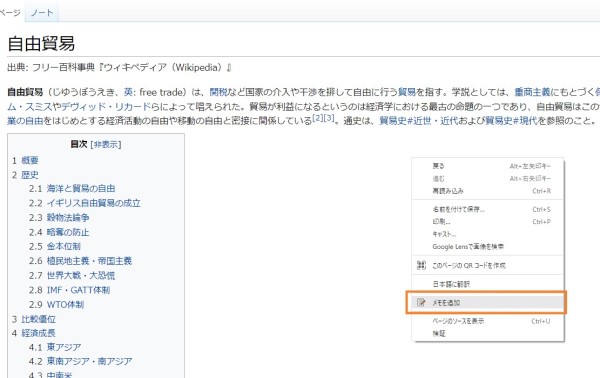 ページ ノート
自由貿易
出典: フリー百科事典『ウィキペディア（Wikipedia）』
自由貿易（じゆうぼうえき、英: free trade）は、関税など国家の介入や干渉を排して自由に行う貿易を指す。学説としては、重商主義にもとづく
ム・スミスやデヴィッド・リカードらによって唱えられた。貿易が利益になるというのは経済学における最古の命題の一つであり、自由貿易はこの
業の自由をはじめとする経済活動の自由や移動の自由と密接に関係している[2][3]。通史は、貿易史#近世・近代および貿易史#現代を参照のこと。
目次 [非表示]
1 概要
2 歴史
2.1 海洋と貿易の自由
2.2 イギリス自由貿易の成立
2.3 穀物法論争
2.4 略奪の防止
2.5 金本位制
2.6 植民地主義・帝国主義
2.7 世界大戦・大恐慌
2.8 IMF・GATT体制
2.9 WTO体制
3 比較優位
4 経済成長
4.1 東アジア
4.2 東南アジア・南アジア
4.3 中南米
戻る Alt+左矢印キー
進む Alt+右矢印キー
再読み込み Ctrl+R
名前を付けて保存... Ctrl+S
印刷... Ctrl+P
キャスト...
Google Lensで画像を検索
このページの QR コードを作成
日本語に翻訳
メモを追加
ページのソースを表示 Ctrl+U
検証